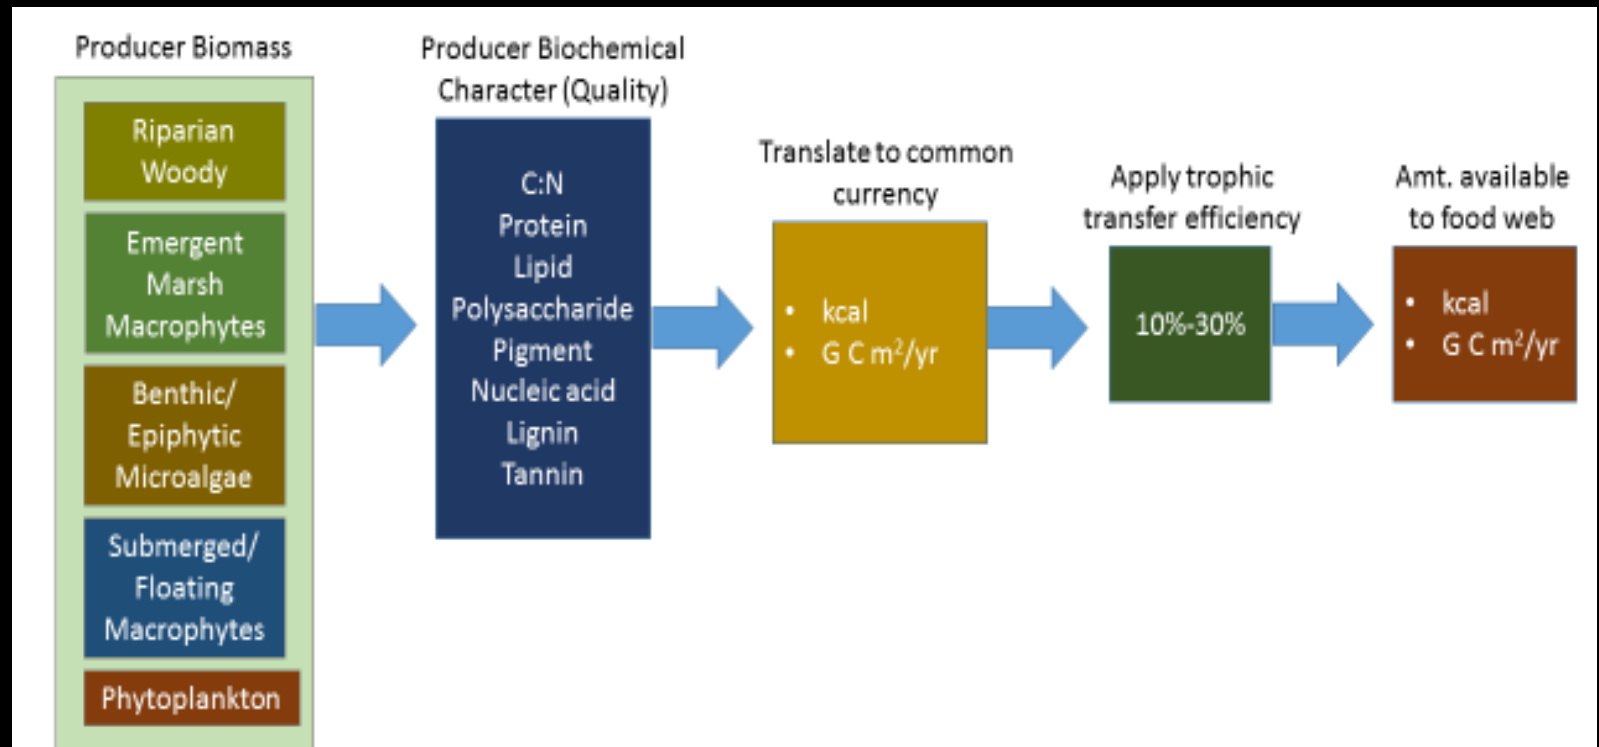 Producer Biomass
Riparian
Woody
Emergent
Marsh
Macrophytes
Benthic/
Epiphytic
Microalgae
Submerged/
Floating
Macrophytes
Phytoplankton
Producer Biochemical
Character (Quality)
C:N
Protein
Lipid
Polysaccharide
Pigment
Nucleic acid
Lignin
Tannin
Translate to common
currency
• kcal
• G C m²/yr
Apply trophic
transfer efficiency
10%-30%
Amt. available
to food web
• kcal
• G C m²/yr